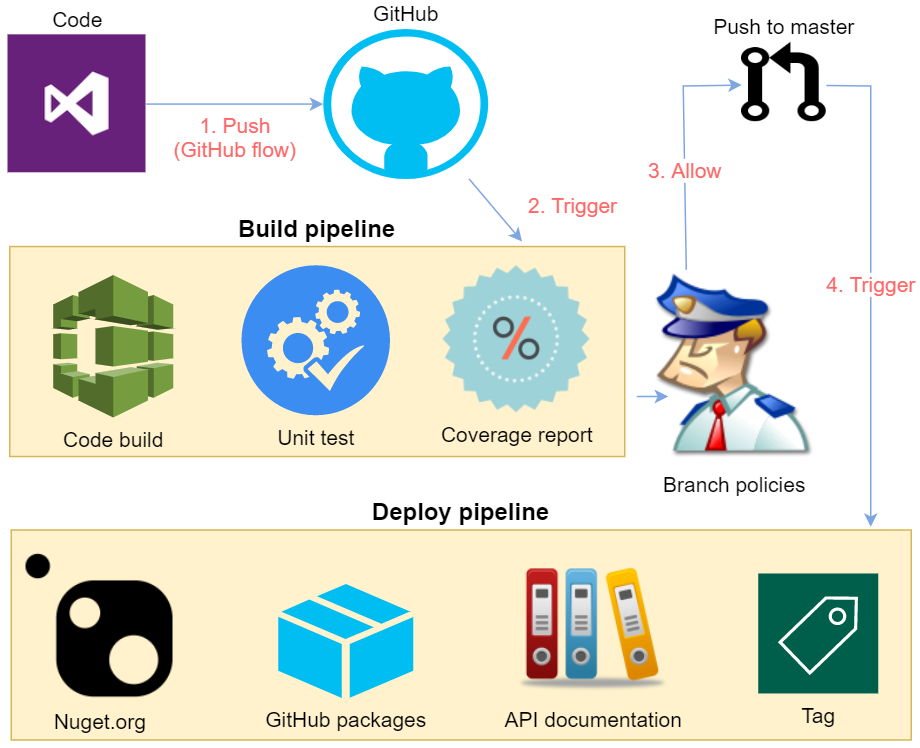 Code
GitHub
Push to master
1. Push
(GitHub flow)
3. Allow
2. Trigger
Build pipeline
4. Trigger
%
Code build
Unit test
Coverage report
Branch policies
Deploy pipeline
Nuget.org
GitHub packages
API documentation
Tag